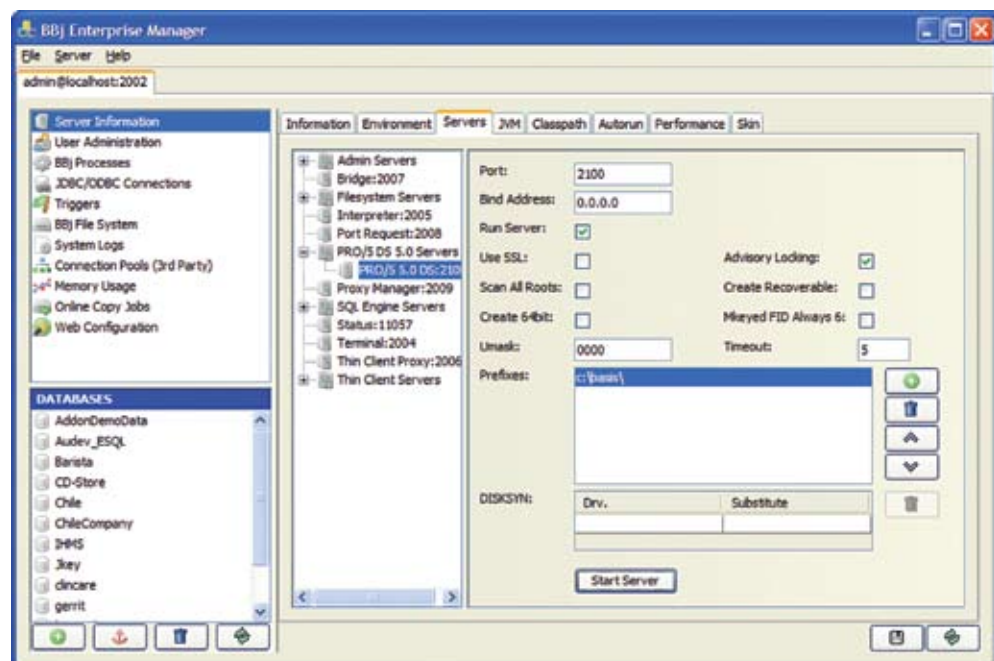 BBj Enterprise Manager
File Server Help
admin@localhost:2002
Server Information
User Administration
BBj Processes
JDBC/ODBC Connections
Triggers
BBj File System
System Logs
Connection Pools (3rd Party)
Memory Usage
Online Copy Jobs
Web Configuration
DATABASES
AddonDemoData
Audev_ESQL
Barista
CD-Store
Chile
ChileCompany
IHMS
Jkey
dincare
gerrit
Information Environment Servers JVM Classpath Autorun Performance Skin
Admin Servers
Bridge:2007
Filesystem Servers
Interpreter:2005
Port Request:2008
PRO/5 DS 5.0 Servers
PRO/5 5.0 DS:210
Proxy Manager:2009
SQL Engine Servers
Status:11057
Terminal:2004
Thin Client Proxy:2006
Thin Client Servers
Port: 2100
Bind Address: 0.0.0.0
Run Server:
Use SSL: Advisory Locking:
Scan All Roots: Create Recoverable:
Create 64bit: Mkeyed FID Always 6:
Umask: 0000 Timeout: 5
Prefixes: c:\basis\
DISKSYN: Drv. Substitute
Start Server